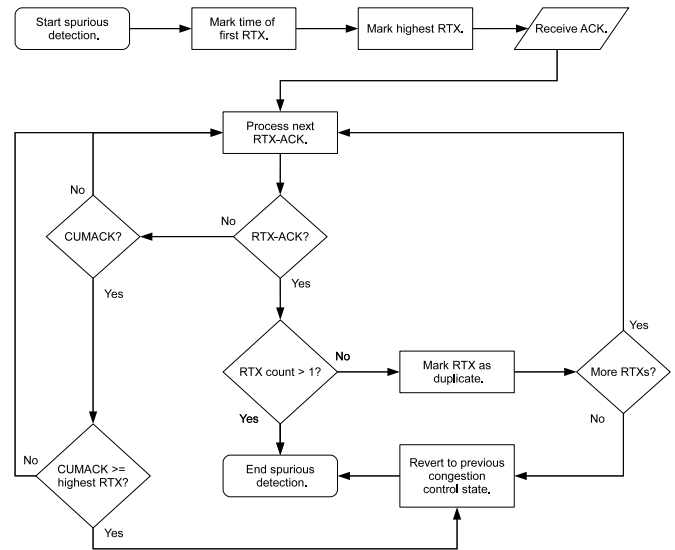 Start spurious
detection.
Mark time of
first RTX.
Mark highest RTX.
Receive ACK.
Process next
RTX-ACK.
No
CUMACK?
No
RTX-ACK?
Yes
Yes
Yes
RTX count > 1?
No
Mark RTX as
duplicate.
More RTXs?
Yes
No
No
CUMACK >=
highest RTX?
End spurious
detection.
Revert to previous
congestion
control state.
Yes